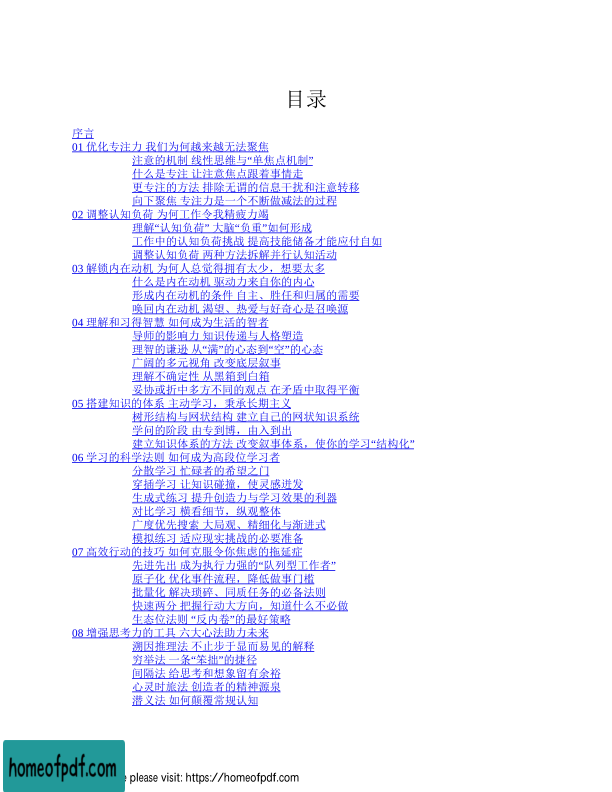 目录
序言
01 优化专注力 我们为何越来越无法聚焦
注意的机制 线性思维与“单焦点机制”
什么是专注 让注意焦点跟着事情走
更专注的方法 排除无谓的信息干扰和注意转移
向下聚焦 专注力是一个不断做减法的过程
02 调整认知负荷 为何工作令我精疲力竭
理解“认知负荷” 大脑“负重”如何形成
工作中的认知负荷挑战 提高技能储备才能应付自如
调整认知负荷 两种方法拆解并行认知活动
03 解锁内在动机 为何人总觉得拥有太少，想要太多
什么是内在动机 驱动力来自你的内心
形成内在动机的条件 自主、胜任和归属的需要
唤回内在动机 渴望、热爱与好奇心是召唤源
04 理解和习得智慧 如何成为生活的智者
导师的影响力 知识传递与人格塑造
理智的谦逊 从“满”的心态到“空”的心态
广阔的多元视角 改变底层叙事
理解不确定性 从黑箱到白箱
妥协或折中多方不同的观点 在矛盾中取得平衡
05 搭建知识的体系 主动学习，秉承长期主义
树形结构与网状结构 建立自己的网状知识系统
学问的阶段 由专到博，由入到出
建立知识体系的方法 改变叙事体系，使你的学习“结构化”
06 学习的科学法则 如何成为高段位学习者
分散学习 忙碌者的希望之门
穿插学习 让知识碰撞，使灵感迸发
生成式练习 提升创造力与学习效果的利器
对比学习 横看细节，纵观整体
广度优先搜索 大局观、精细化与渐进式
模拟练习 适应现实挑战的必要准备
07 高效行动的技巧 如何克服令你焦虑的拖延症
先进先出 成为执行力强的“队列型工作者”
原子化 优化事件流程，降低做事门槛
批量化 解决琐碎、同质任务的必备法则
快速两分 把握行动大方向，知道什么不必做
生态位法则 “反内卷”的最好策略
08 增强思考力的工具 六大心法助力未来
溯因推理法 不止步于显而易见的解释
穷举法 一条“笨拙”的捷径
间隔法 给思考和想象留有余裕
心灵时旅法 创造者的精神源泉
潜义法 如何颠覆常规认知
homeofpdf.com
e please visit: https://homeofpdf.com